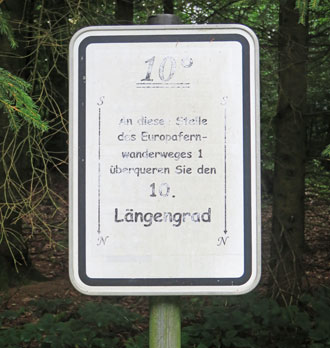 10°
S S
An dieser Stelle
des Europafern-
wanderweges 1
überqueren Sie den
10.
Längengrad
N N